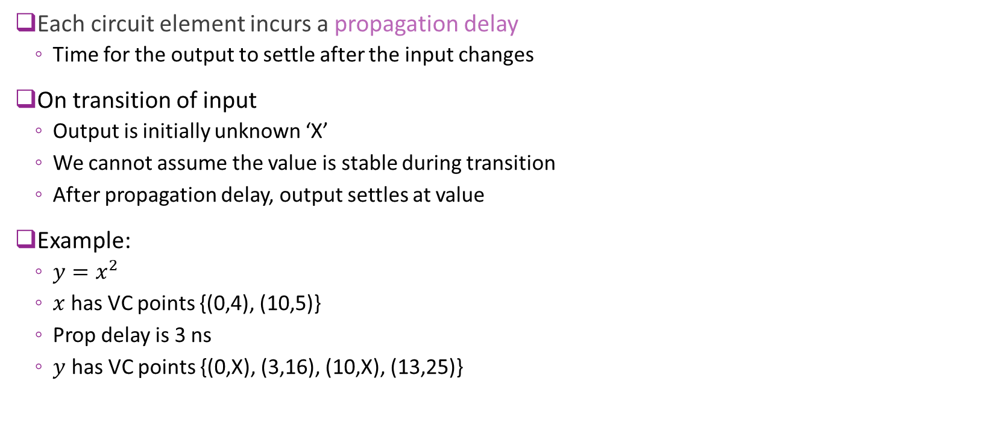 ❑Each circuit element incurs a propagation delay
◦ Time for the output to settle after the input changes
❑On transition of input
◦ Output is initially unknown ‘X’
◦ We cannot assume the value is stable during transition
◦ After propagation delay, output settles at value
❑Example:
◦ 𝑦 = 𝑥²
◦ 𝑥 has VC points {(0,4), (10,5)}
◦ Prop delay is 3 ns
◦ 𝑦 has VC points {(0,X), (3,16), (10,X), (13,25)}